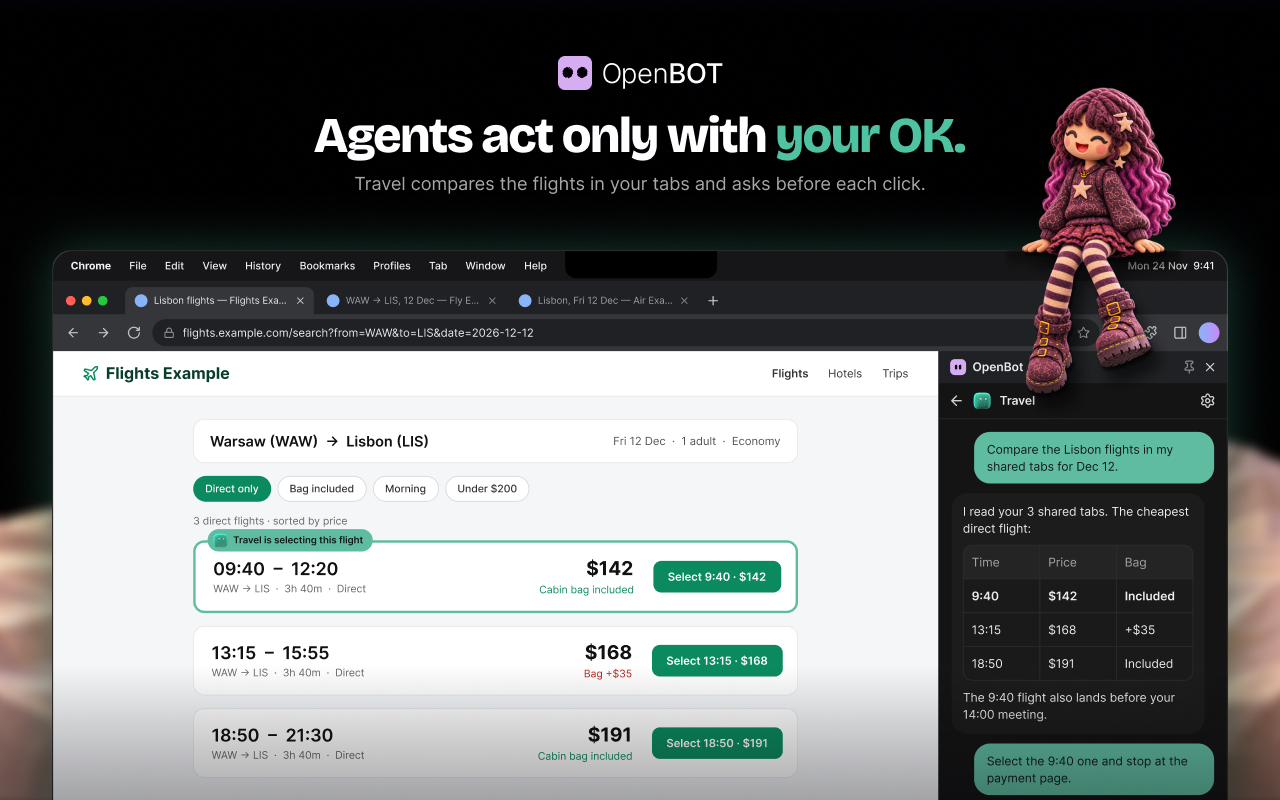 OpenBOT
Agents act only with your OK.
Travel compares the flights in your tabs and asks before each click.
Chrome File Edit View History Bookmarks Profiles Tab Window Help
Mon 24 Nov 9:41
Lisbon flights — Flights Exa...
WAW → LIS, 12 Dec — Fly E...
Lisbon, Fri 12 Dec — Air Exa...
flights.example.com/search?from=WAW&to=LIS&date=2026-12-12
Flights Example
Flights Hotels Trips
Warsaw (WAW) → Lisbon (LIS)
Fri 12 Dec · 1 adult · Economy
Direct only
Bag included
Morning
Under $200
3 direct flights · sorted by price
Travel is selecting this flight
09:40 – 12:20
WAW → LIS · 3h 40m · Direct
$142
Cabin bag included
Select 9:40 · $142
13:15 – 15:55
WAW → LIS · 3h 40m · Direct
$168
Bag +$35
Select 13:15 · $168
18:50 – 21:30
WAW → LIS · 3h 40m · Direct
$191
Cabin bag included
Select 18:50 · $191
OpenBot
Travel
Compare the Lisbon flights in my
shared tabs for Dec 12.
I read your 3 shared tabs. The cheapest
direct flight:
Time Price Bag
9:40 $142 Included
13:15 $168 +$35
18:50 $191 Included
The 9:40 flight also lands before your
14:00 meeting.
Select the 9:40 one and stop at the
payment page.